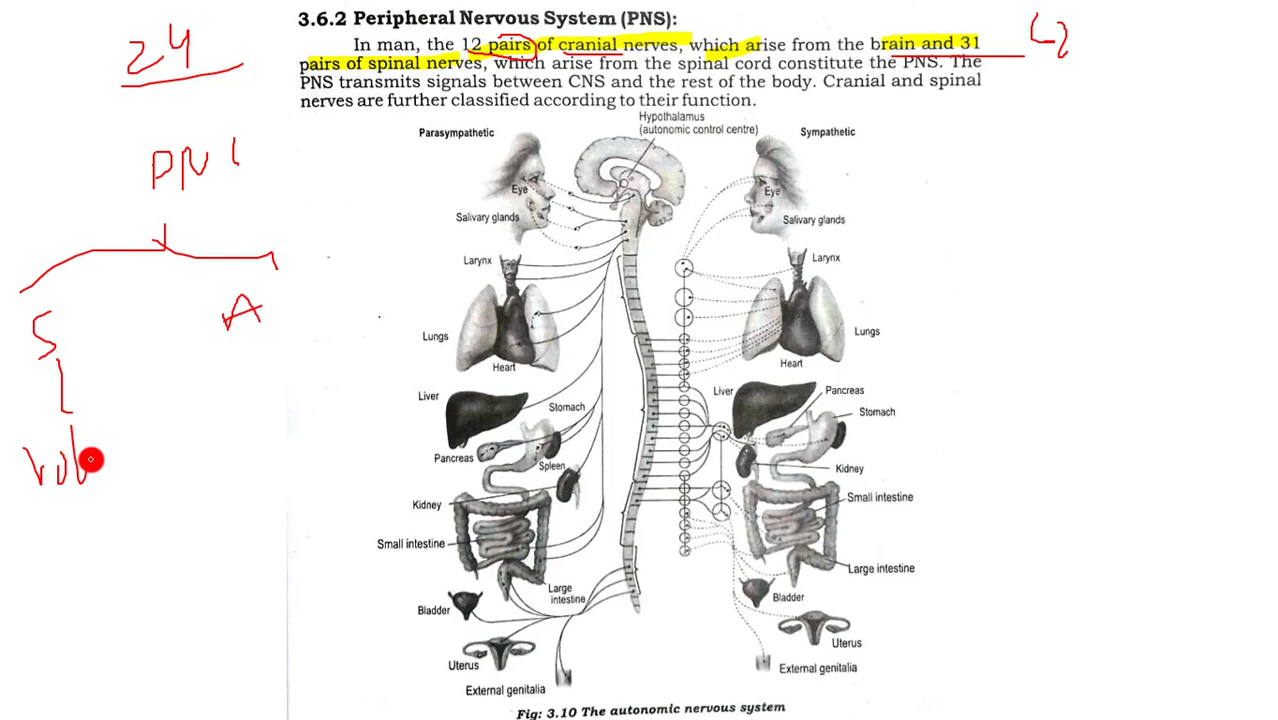 3.6.2 Peripheral Nervous System (PNS):
In man, the 12 pairs of cranial nerves, which arise from the brain and 31
pairs of spinal nerves, which arise from the spinal cord constitute the PNS. The
PNS transmits signals between CNS and the rest of the body. Cranial and spinal
nerves are further classified according to their function.
24
PN
S
A
Hypothalamus
(autonomic control centre)
Parasympathetic
Sympathetic
Eye
Eye
Salivary glands
Salivary glands
Larynx
Larynx
Lungs
Lungs
Heart
Heart
Liver
Liver
Pancreas
Stomach
Stomach
Pancreas
Spleen
Kidney
Kidney
Small intestine
Small intestine
Large
intestine
Large intestine
Bladder
Bladder
Uterus
Uterus
External genitalia
External genitalia
Fig: 3.10 The autonomic nervous system